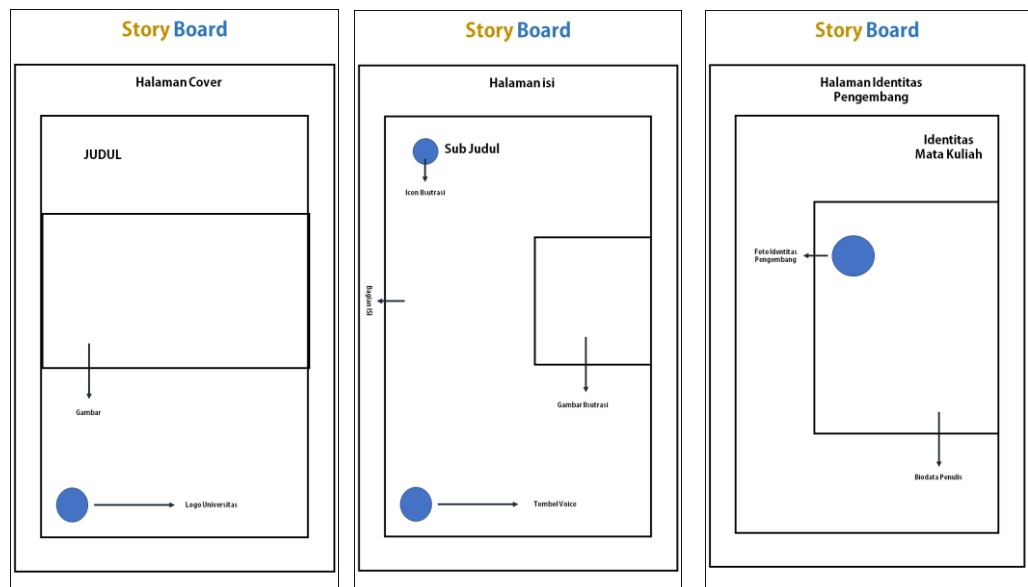 Story Board
Halaman Cover
JUDUL
Gambar
Logo Universitas
Story Board
Halaman isi
Sub Judul
Icon Ilsutrasi
Bagian ISI
Gambar Ilsutrasi
Tombol Voice
Story Board
Halaman Identitas
Pengembang
Identitas
Mata Kuliah
Foto Identitas
Pengembang
Biodata Penulis